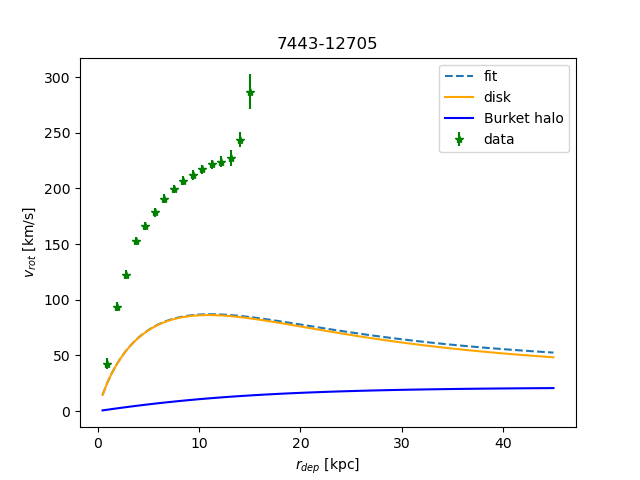 7443-12705
300
250
200
150
100
50
0
v_rot [km/s]
0 10 20 30 40
r_dep [kpc]
fit
disk
Burket halo
data